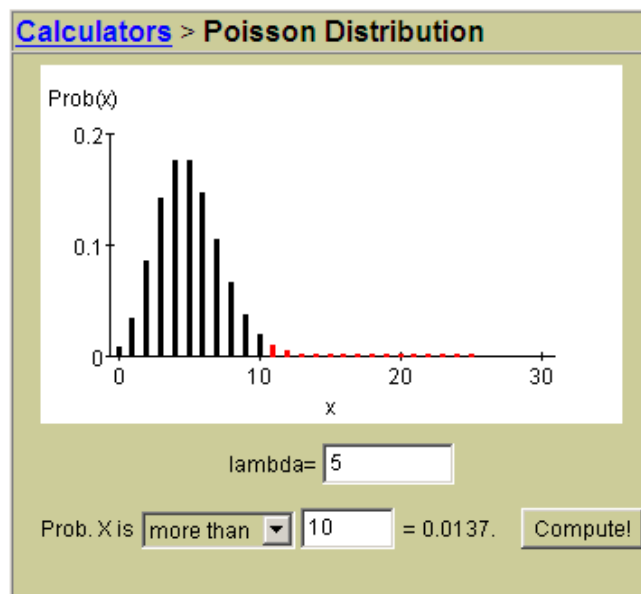 Calculators > Poisson Distribution
Prob(x)
0.2
0.1
0
0 10 20 30
x
lambda= 5
Prob. X is more than 10 = 0.0137. Compute!